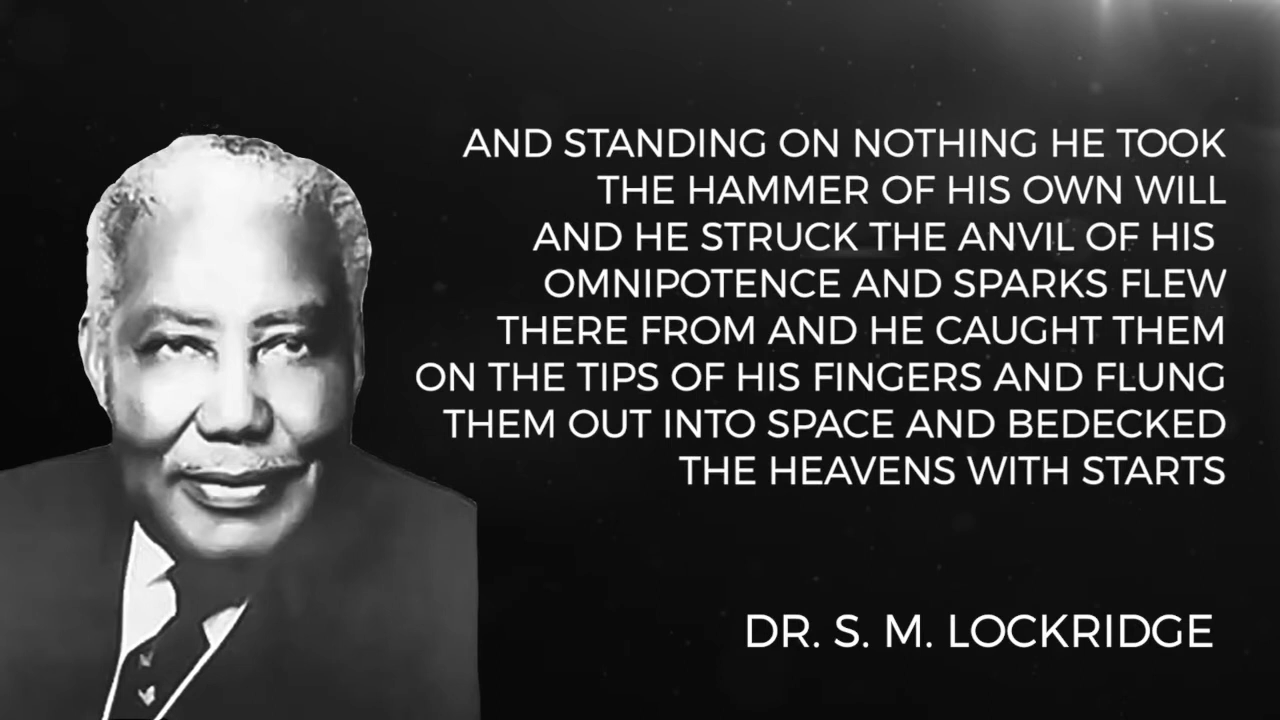 AND STANDING ON NOTHING HE TOOK
THE HAMMER OF HIS OWN WILL
AND HE STRUCK THE ANVIL OF HIS
OMNIPOTENCE AND SPARKS FLEW
THERE FROM AND HE CAUGHT THEM
ON THE TIPS OF HIS FINGERS AND FLUNG
THEM OUT INTO SPACE AND BEDECKED
THE HEAVENS WITH STARTS
DR. S. M. LOCKRIDGE